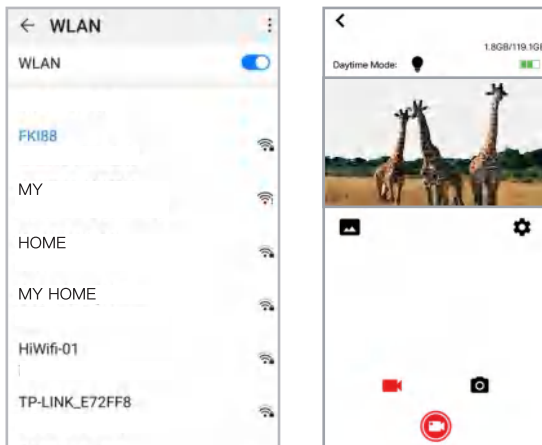 WLAN
WLAN
FKI88
MY
HOME
MY HOME
HiWifi-01
TP-LINK_E72FF8
1.8GB/119.1GB
Daytime Mode: